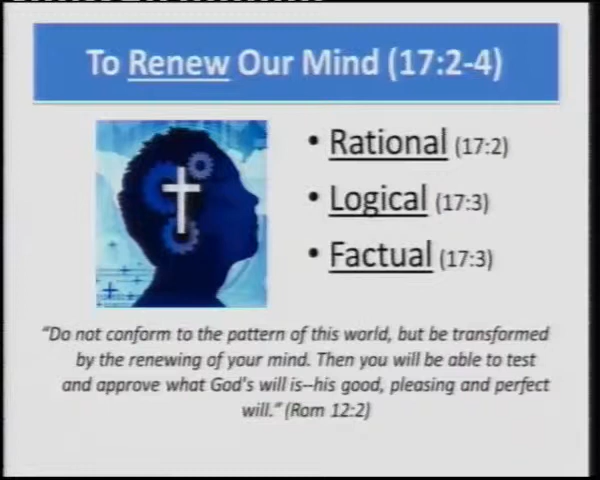 To Renew Our Mind (17:2-4)
• Rational (17:2)
• Logical (17:3)
• Factual (17:3)
“Do not conform to the pattern of this world, but be transformed
by the renewing of your mind. Then you will be able to test
and approve what God's will is--his good, pleasing and perfect
will.” (Rom 12:2)